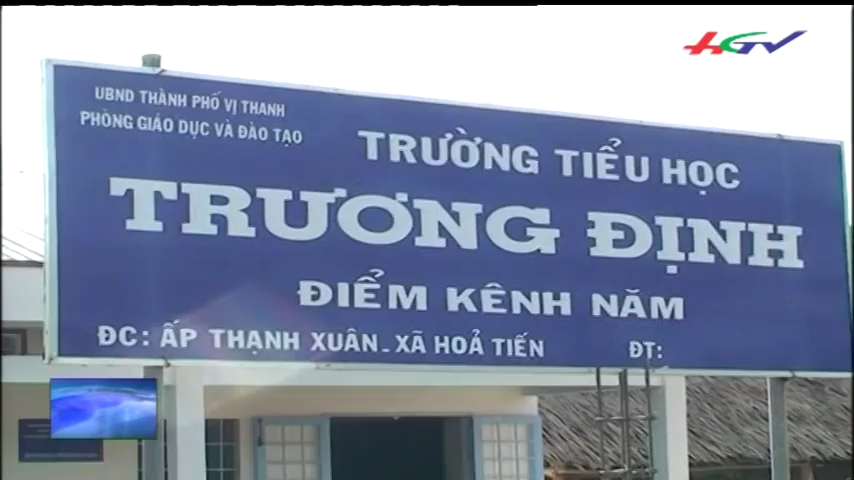 HGTV
UBND THÀNH PHỐ VỊ THANH
PHÒNG GIÁO DỤC VÀ ĐÀO TẠO
TRƯỜNG TIỂU HỌC
TRƯƠNG ĐỊNH
ĐIỂM KÊNH NĂM
ĐC: ẤP THẠNH XUÂN - XÃ HOẢ TIẾN ĐT: